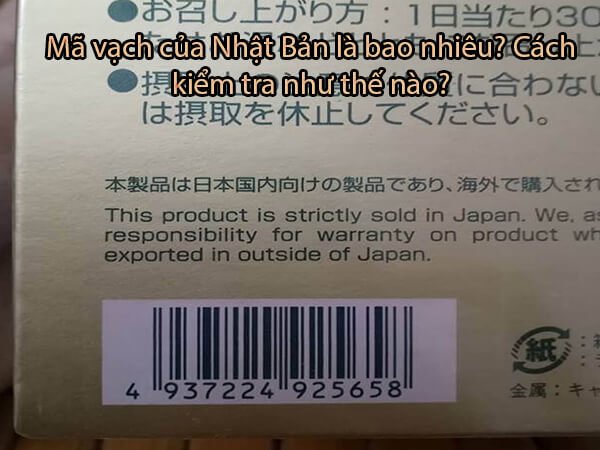 ●お召し上がり方：1日当たり30
Mã vạch của Nhật Bản là bao nhiêu? Cách
kiểm tra như thế nào?
●摂
に合わない
は摂取を休止してください。
本製品は日本国内向けの製品であり、海外で購入され
This product is strictly sold in Japan. We, as
responsibility for warranty on product wh
exported in outside of Japan.
4 937224 925658
紙
金属：キャ